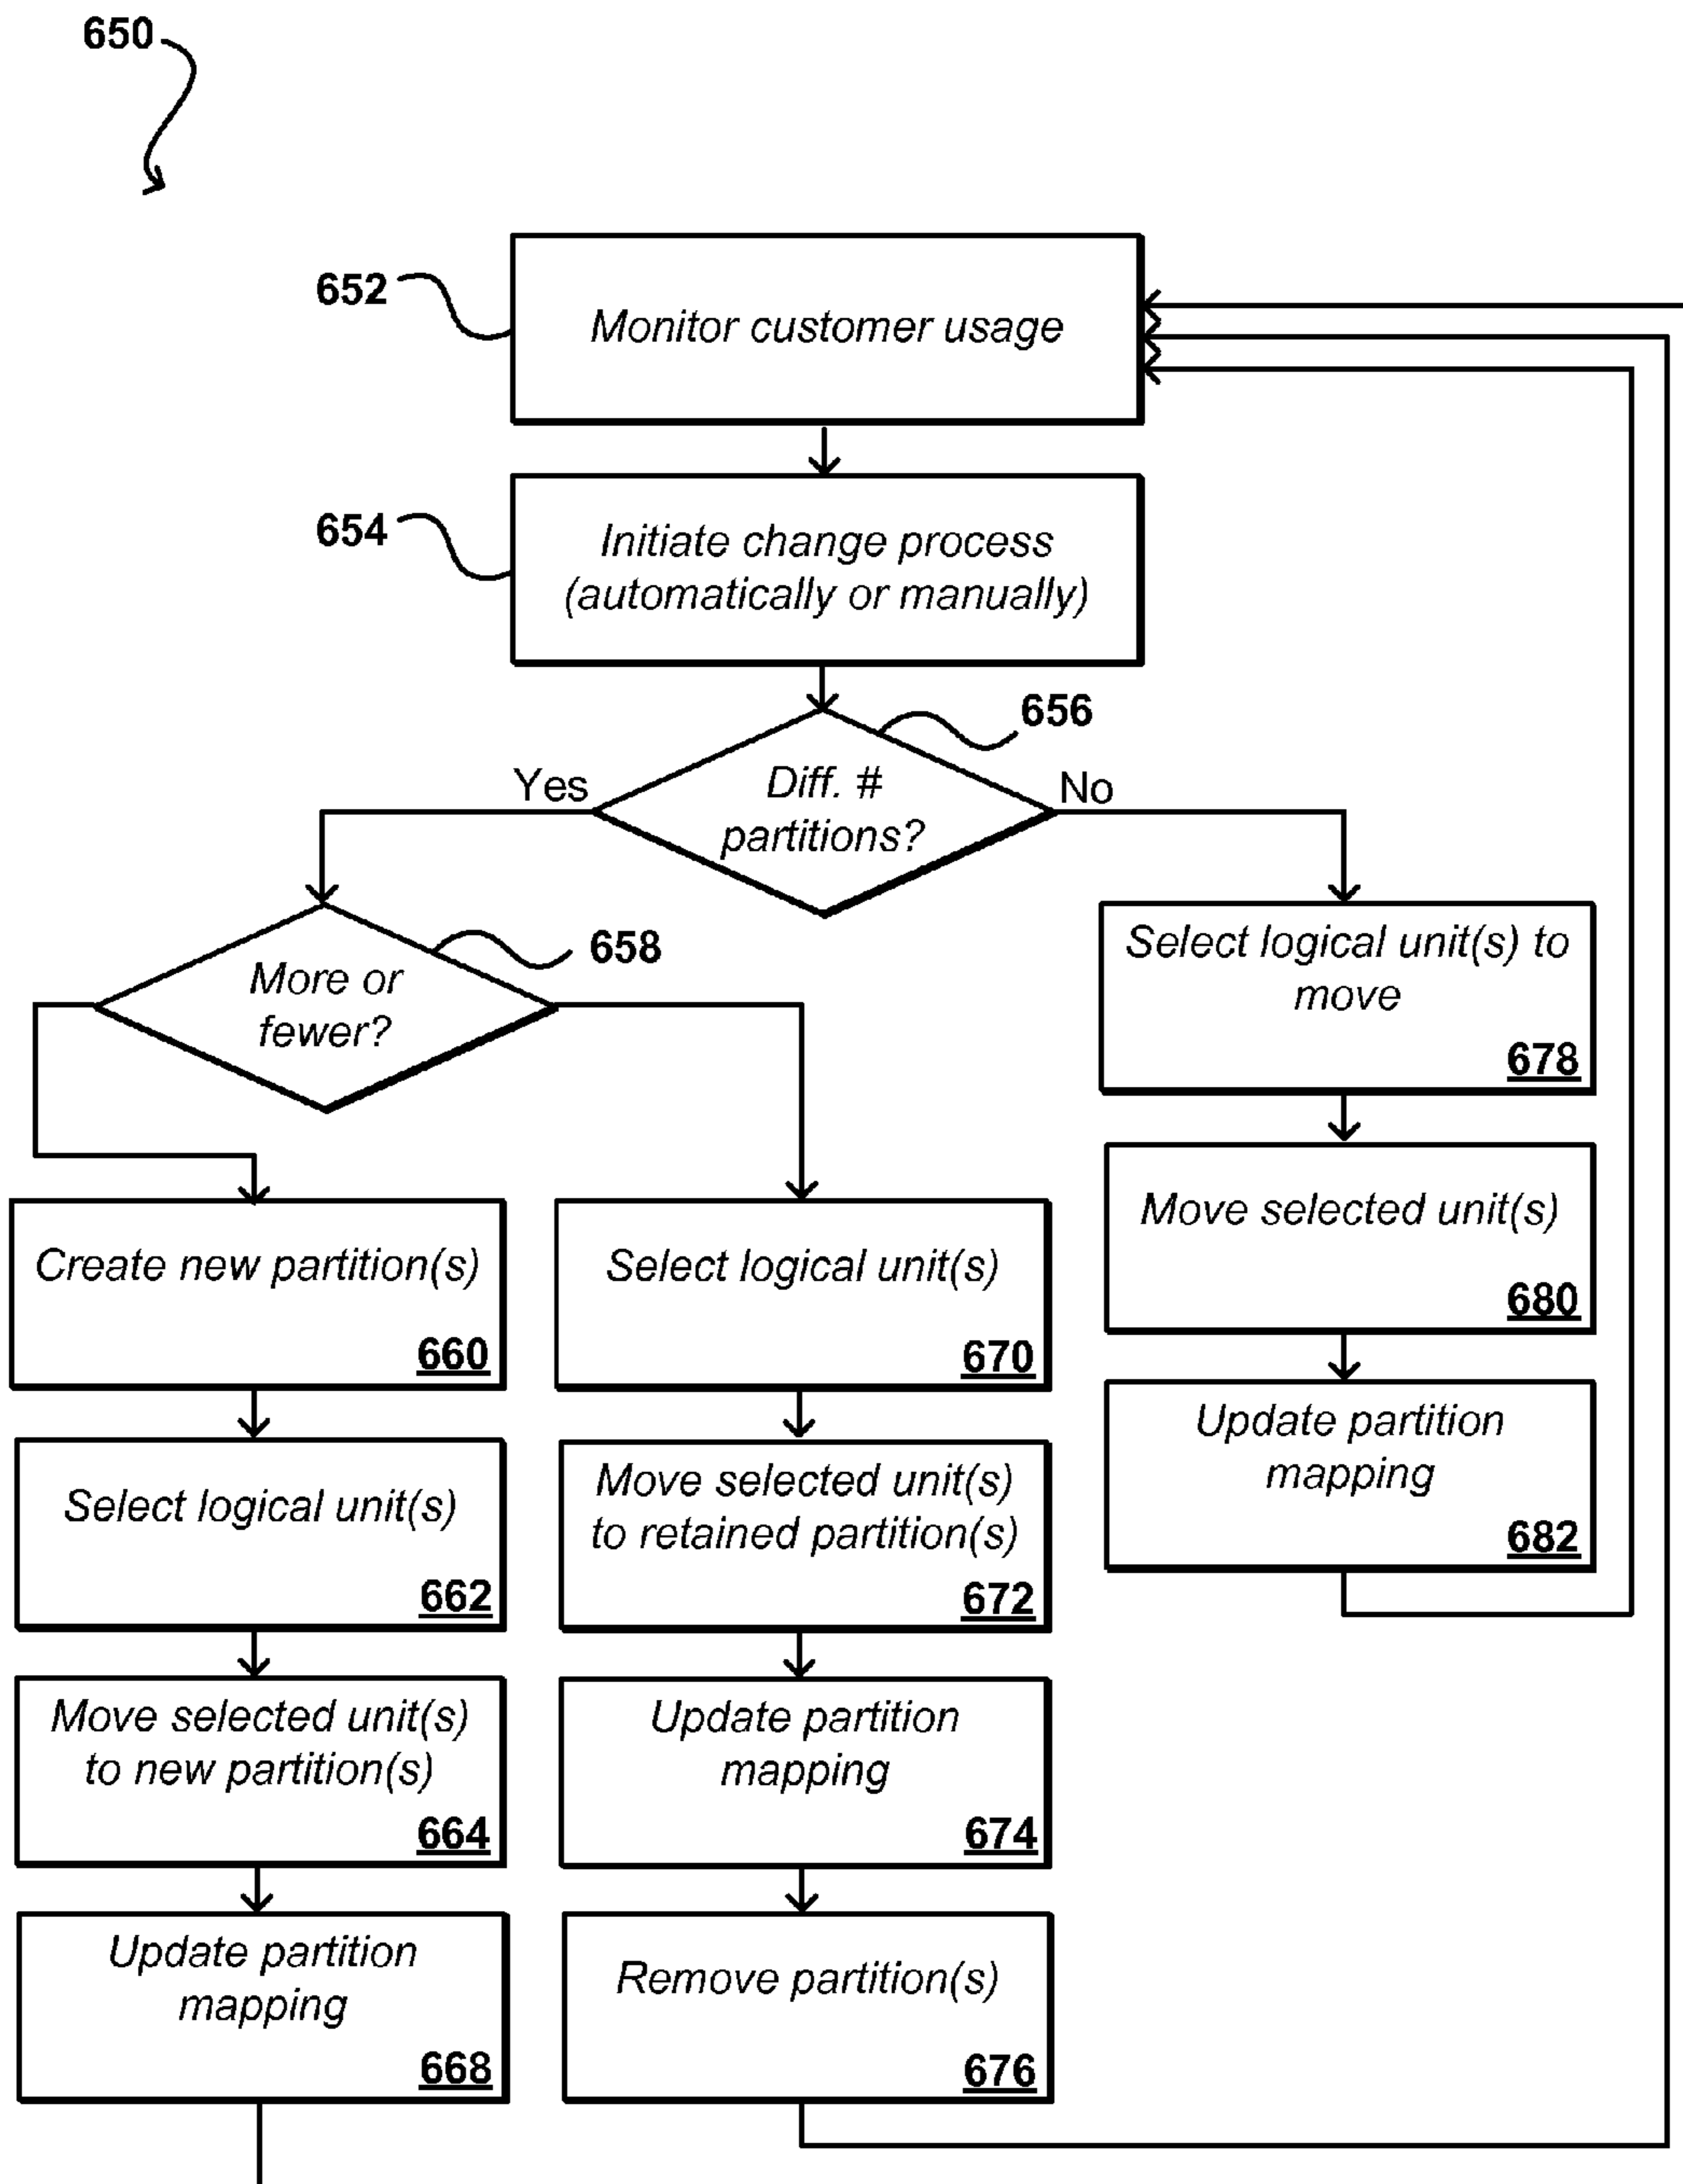 650
652
Monitor customer usage
654
Initiate change process
(automatically or manually)
656
Diff. #
partitions?
Yes
No
658
More or
fewer?
Select logical unit(s) to
move
678
Create new partition(s)
660
Select logical unit(s)
670
Move selected unit(s)
680
Select logical unit(s)
662
Move selected unit(s)
to retained partition(s)
672
Update partition
mapping
682
Move selected unit(s)
to new partition(s)
664
Update partition
mapping
674
Update partition
mapping
668
Remove partition(s)
676